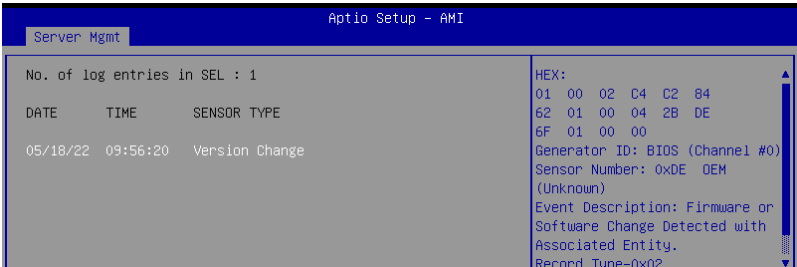 Aptio Setup – AMI
Server Mgmt
No. of log entries in SEL : 1
DATE TIME SENSOR TYPE
05/18/22 09:56:20 Version Change
HEX:
01 00 02 C4 C2 84
62 01 00 04 2B DE
6F 01 00 00
Generator ID: BIOS (Channel #0)
Sensor Number: 0xDE OEM
(Unknown)
Event Description: Firmware or
Software Change Detected with
Associated Entity.
Record Type-0x02